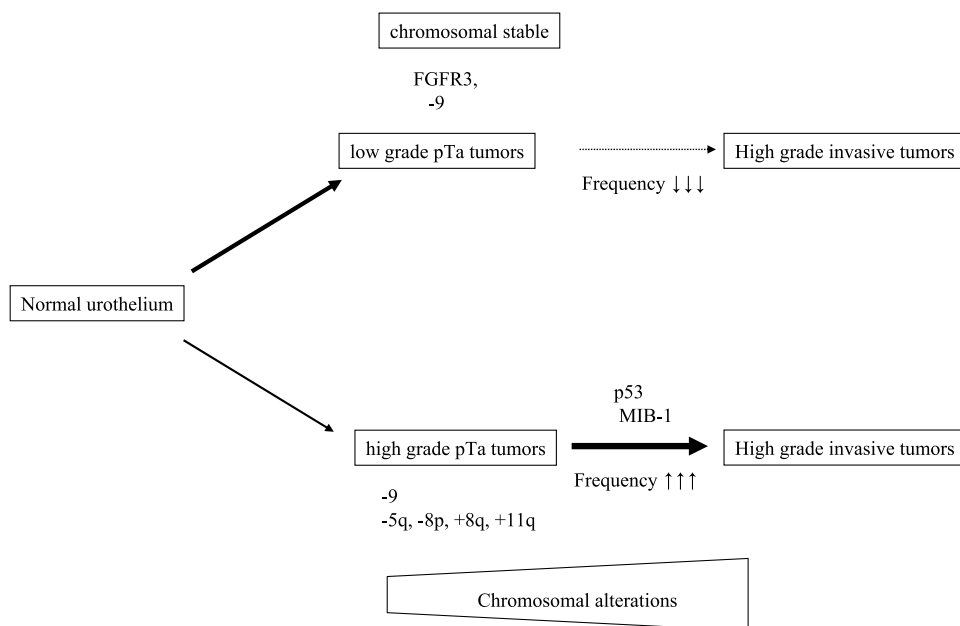 chromosomal stable
FGFR3,
-9
low grade pTa tumors
High grade invasive tumors
Frequency ↓↓↓
Normal urothelium
p53
MIB-1
high grade pTa tumors
High grade invasive tumors
Frequency ↑↑↑
-9
-5q, -8p, +8q, +11q
Chromosomal alterations